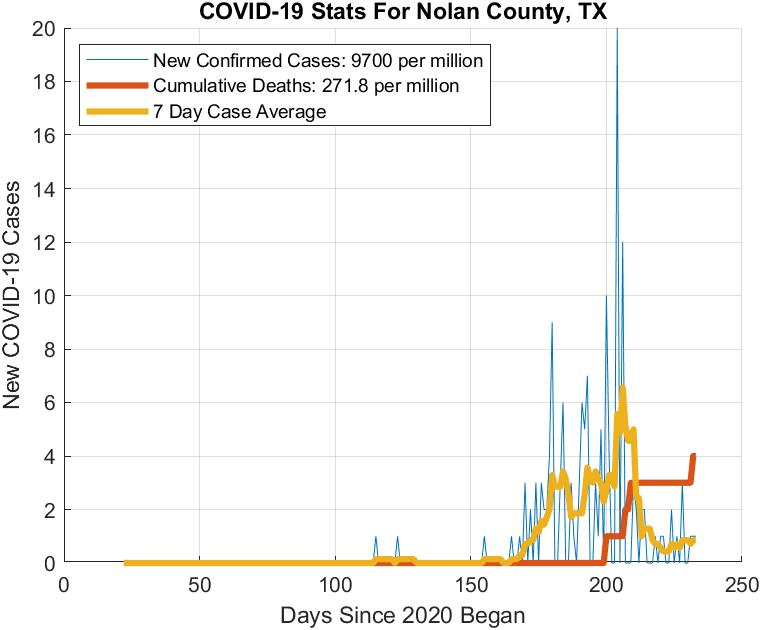 COVID-19 Stats For Nolan County, TX
New Confirmed Cases: 9700 per million
Cumulative Deaths: 271.8 per million
7 Day Case Average
New COVID-19 Cases
20
18
16
14
12
10
8
6
4
2
0
0 50 100 150 200 250
Days Since 2020 Began